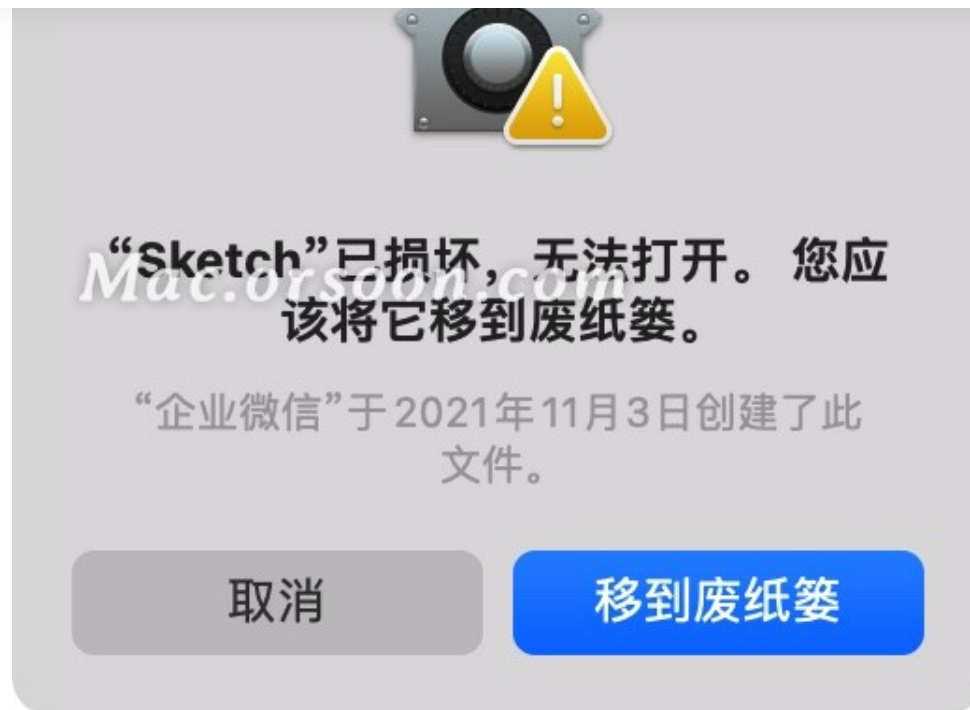 “Sketch”已损坏，无法打开。 您应
Mac.orsoon.com
该将它移到废纸篓。
“企业微信”于2021年11月3日创建了此
文件。
取消
移到废纸篓